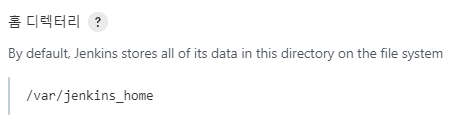 홈 디렉터리 ?
By default, Jenkins stores all of its data in this directory on the file system
/var/jenkins_home